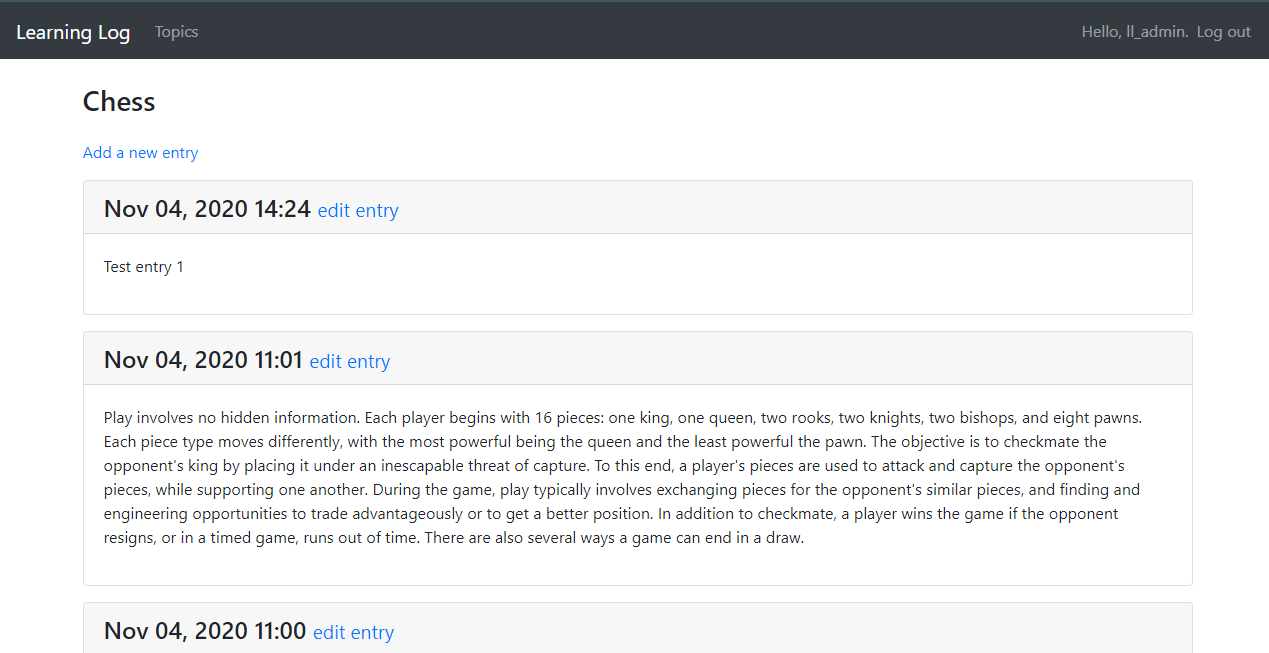 Learning Log Topics Hello, ll_admin. Log out
Chess
Add a new entry
Nov 04, 2020 14:24 edit entry
Test entry 1
Nov 04, 2020 11:01 edit entry
Play involves no hidden information. Each player begins with 16 pieces: one king, one queen, two rooks, two knights, two bishops, and eight pawns.
Each piece type moves differently, with the most powerful being the queen and the least powerful the pawn. The objective is to checkmate the
opponent's king by placing it under an inescapable threat of capture. To this end, a player's pieces are used to attack and capture the opponent's
pieces, while supporting one another. During the game, play typically involves exchanging pieces for the opponent's similar pieces, and finding and
engineering opportunities to trade advantageously or to get a better position. In addition to checkmate, a player wins the game if the opponent
resigns, or in a timed game, runs out of time. There are also several ways a game can end in a draw.
Nov 04, 2020 11:00 edit entry